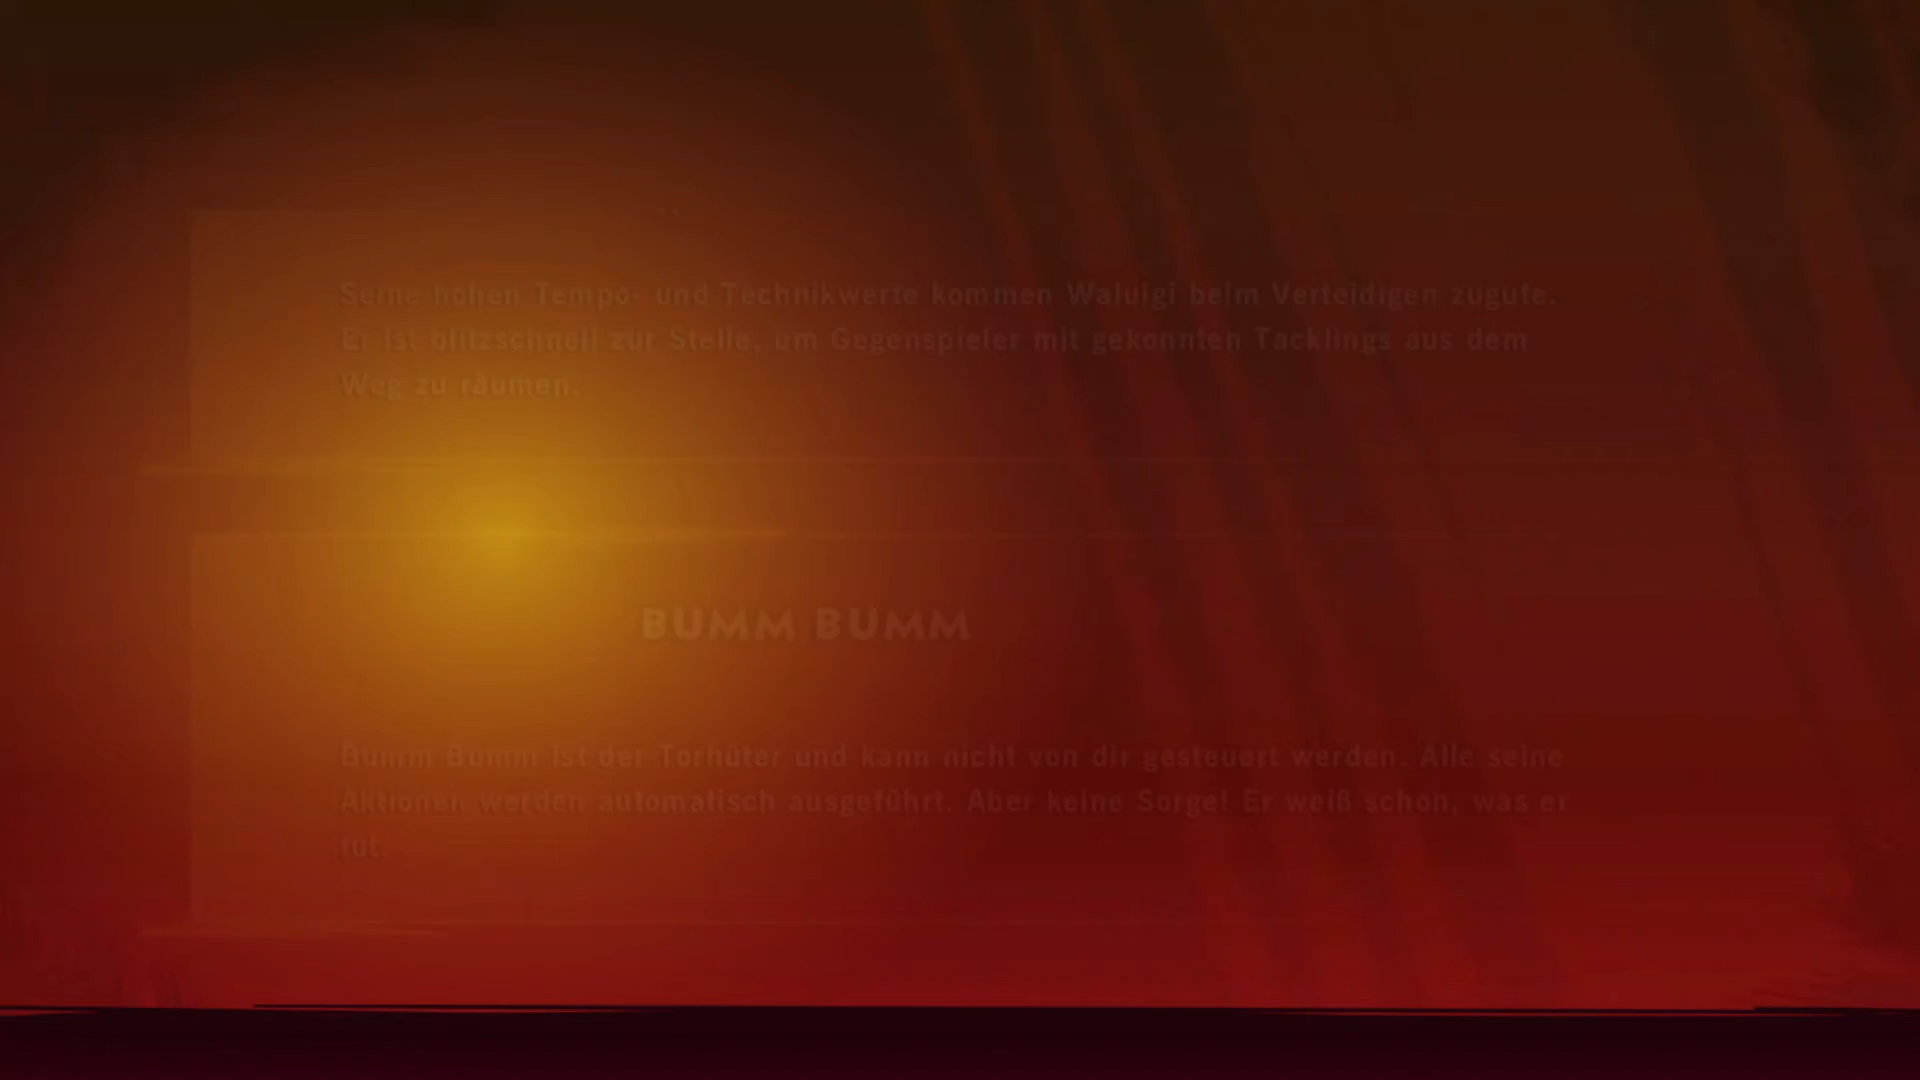 Seine hohen Tempo- und Technikwerte kommen Waluigi beim Verteidigen zugute.
Er ist blitzschnell zur Stelle, um Gegenspieler mit gekonnten Tacklings aus dem
Weg zu räumen.
BUMM BUMM
Bumm Bumm ist der Torhüter und kann nicht von dir gesteuert werden. Alle seine
Aktionen werden automatisch ausgeführt. Aber keine Sorge! Er weiß schon, was er
tut.